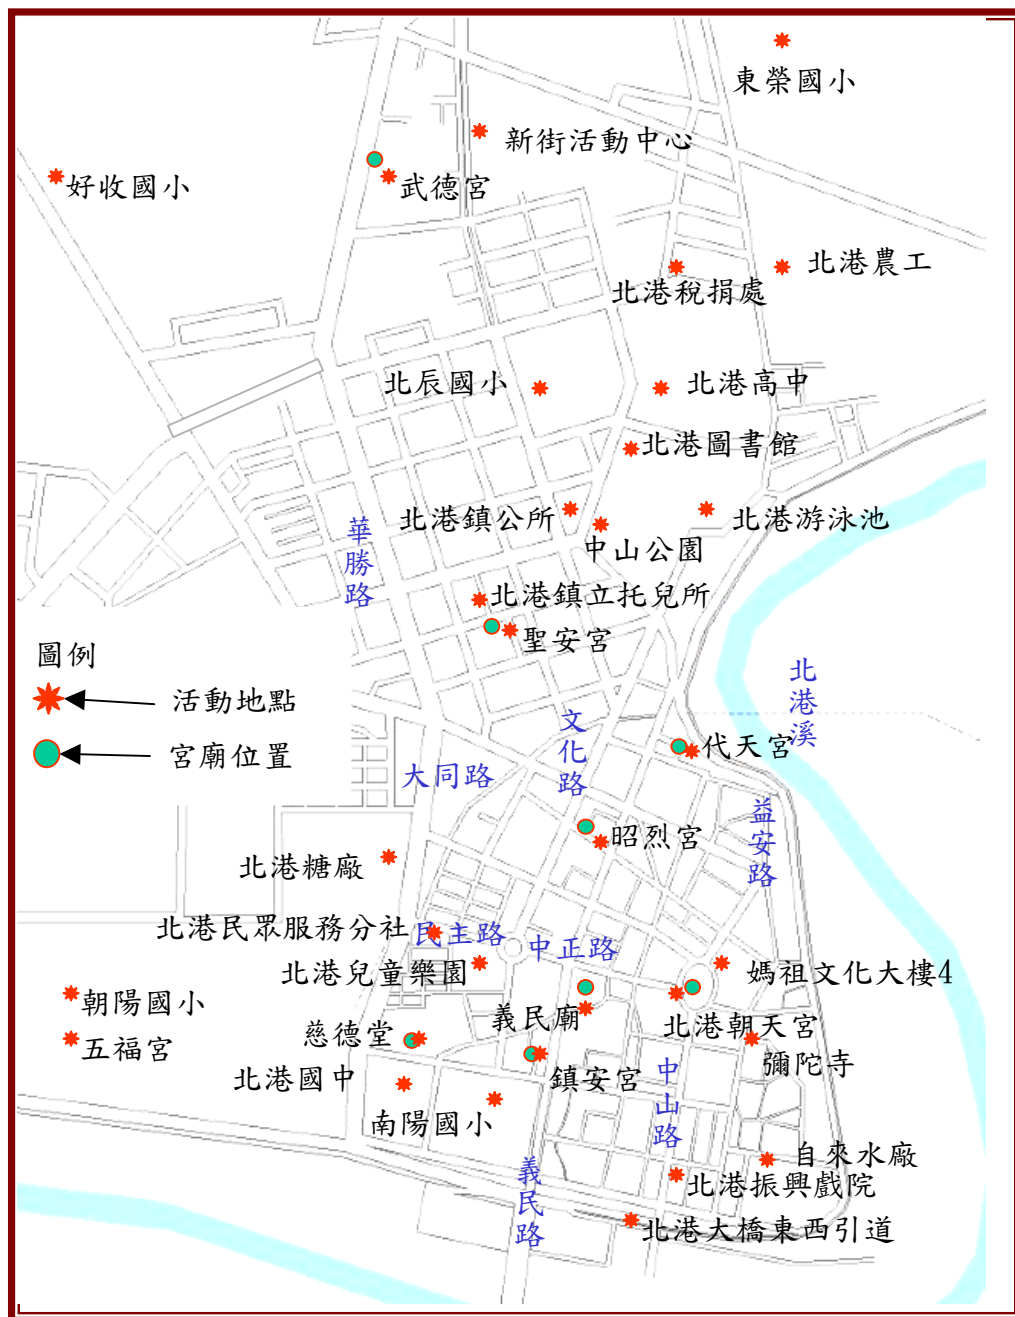 東榮國小
新街活動中心
好收國小
武德宮
北港農工
北港稅捐處
北辰國小
北港高中
北港圖書館
北港鎮公所
北港游泳池
中山公園
華勝路
北港鎮立托兒所
聖安宮
圖例
活動地點
宮廟位置
北港溪
文化路
代天宮
大同路
益安路
昭烈宮
北港糖廠
北港民眾服務分社
民主路
中正路
北港兒童樂園
媽祖文化大樓4
朝陽國小
義民廟
北港朝天宮
慈德堂
五福宮
彌陀寺
北港國中
鎮安宮
中山路
南陽國小
自來水廠
義民路
北港振興戲院
北港大橋東西引道